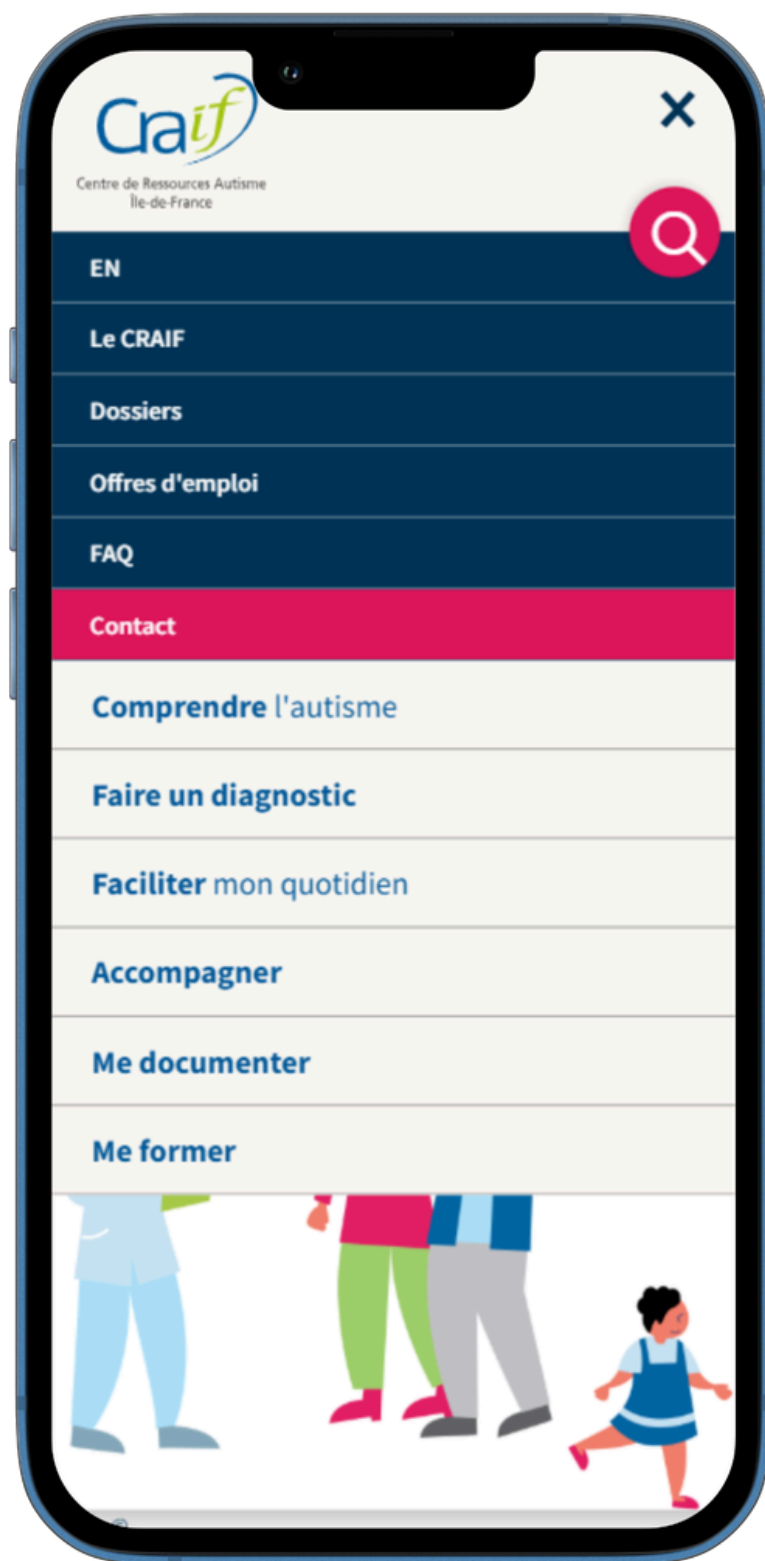 Craif
Centre de Ressources Autisme
Île-de-France
EN
Le CRAIF
Dossiers
Offres d'emploi
FAQ
Contact
Comprendre l'autisme
Faire un diagnostic
Faciliter mon quotidien
Accompagner
Me documenter
Me former